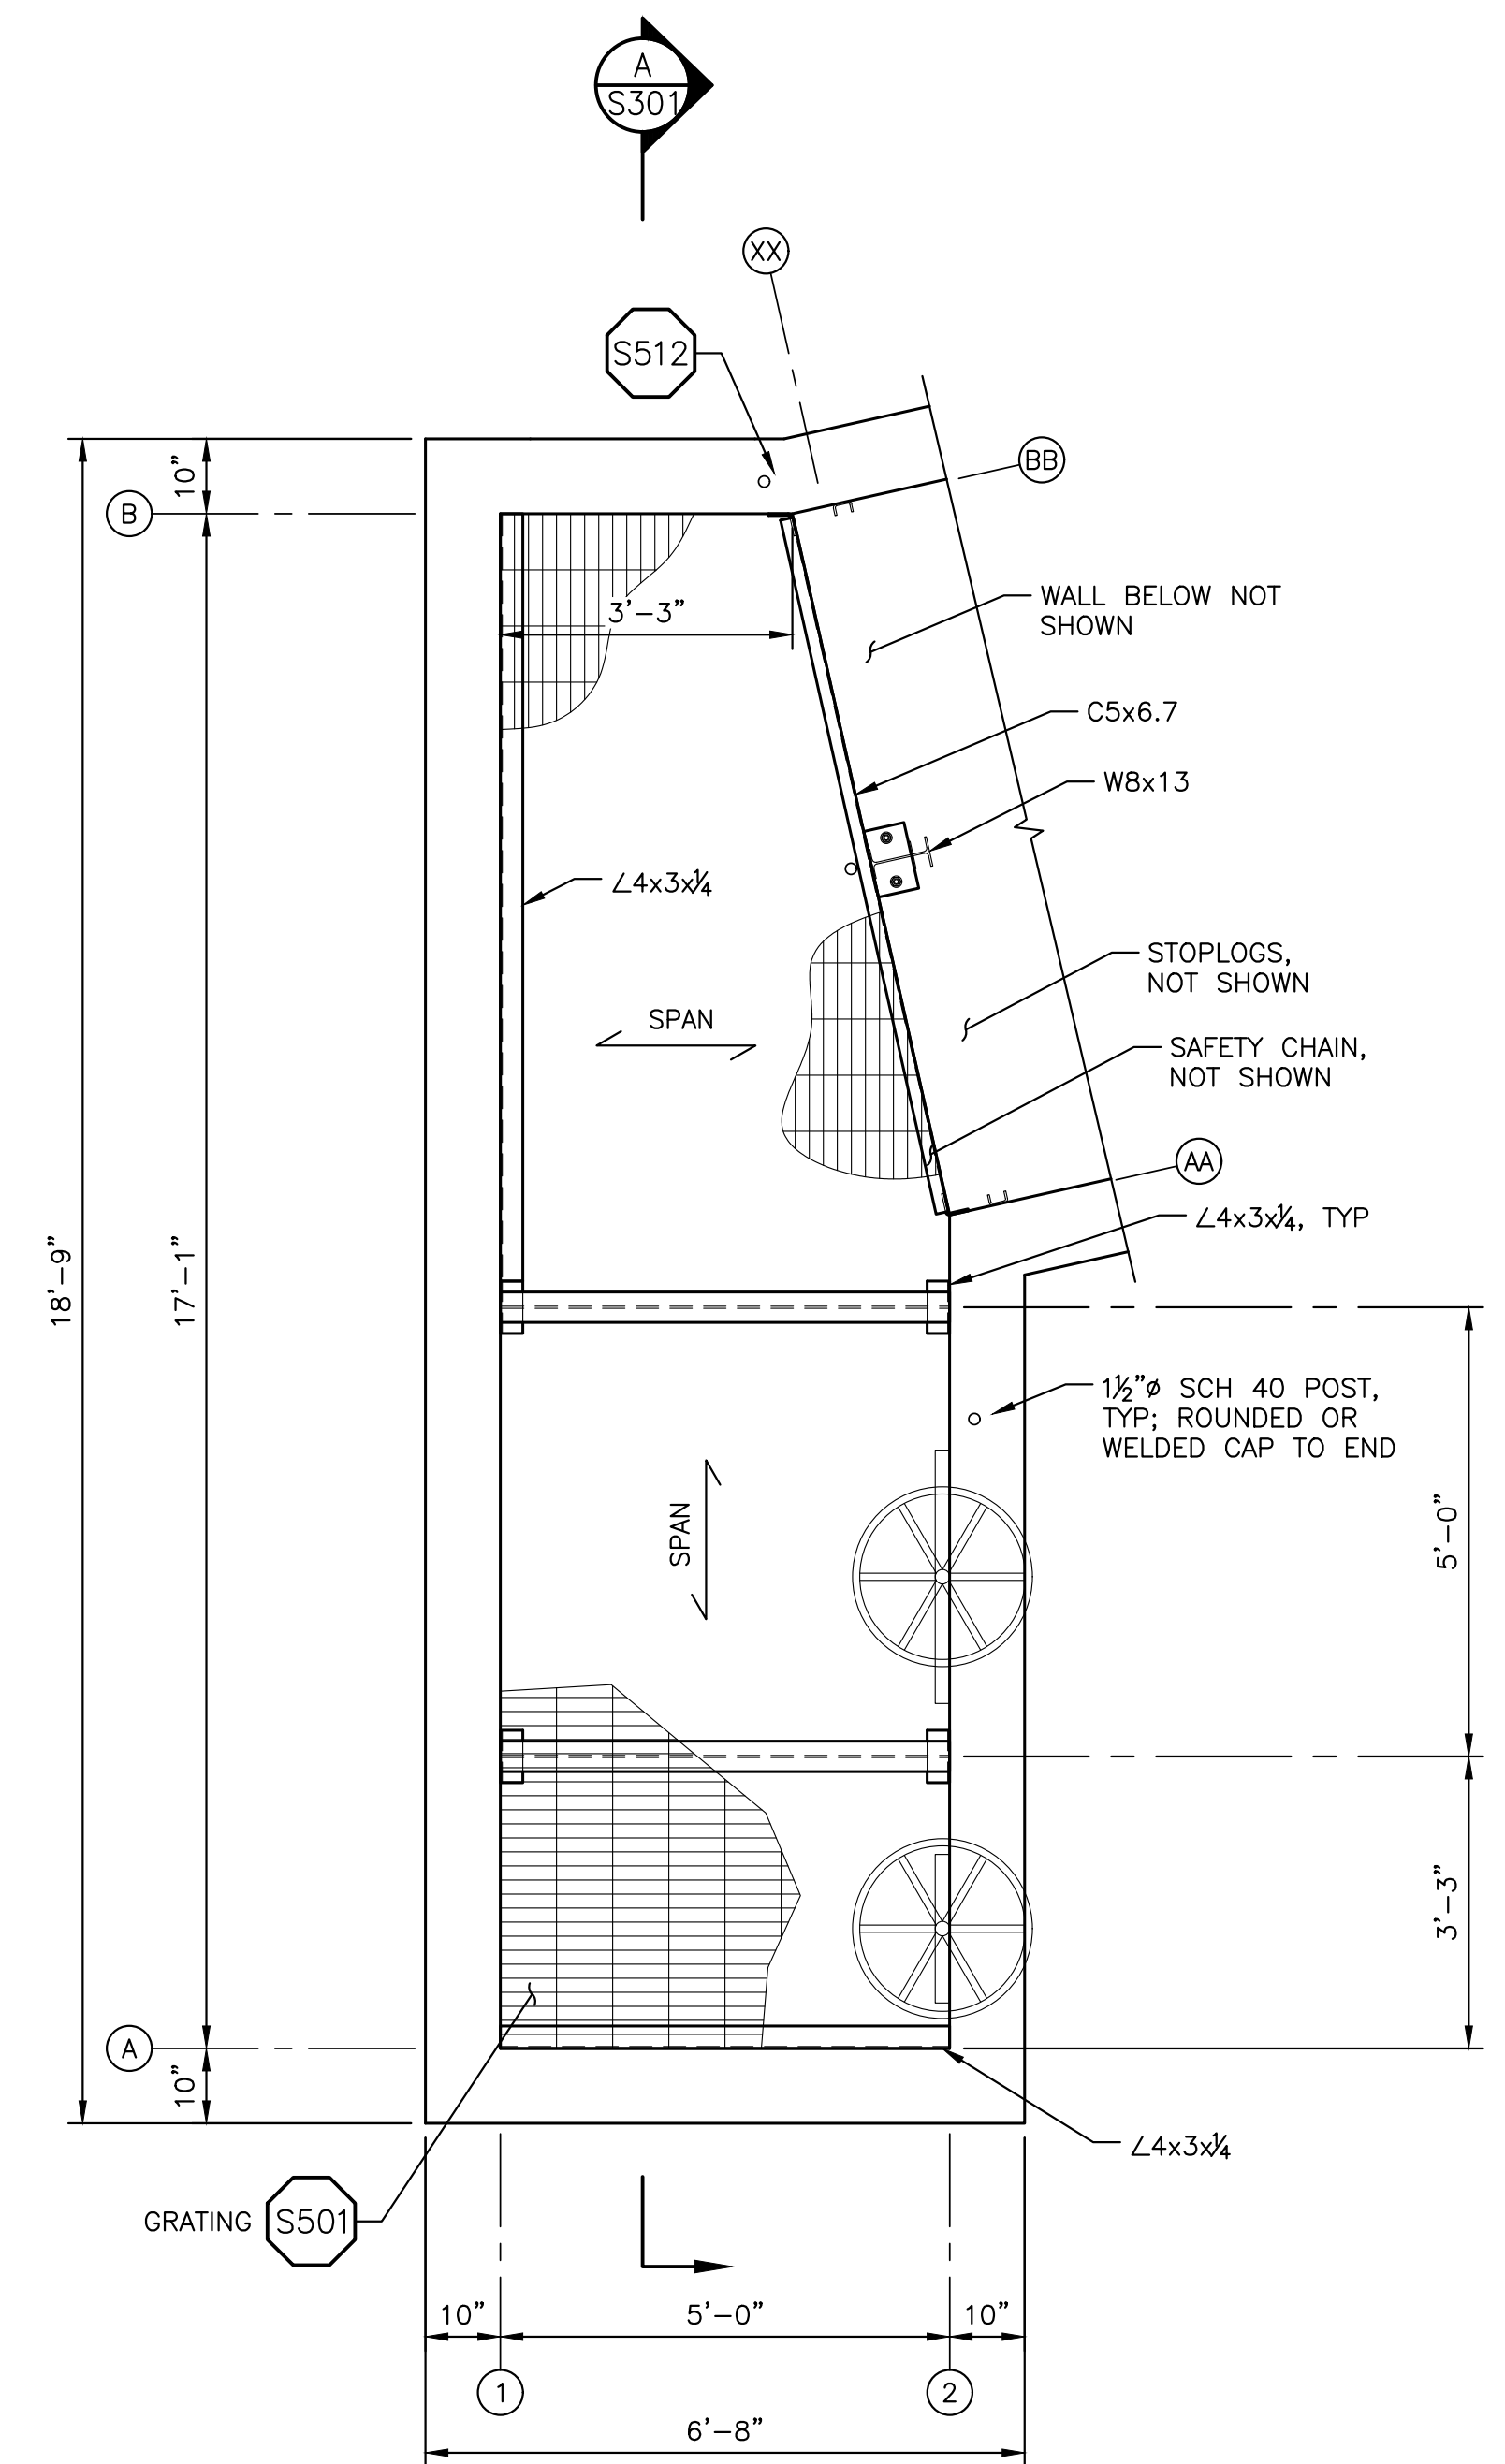 A
S301
XX
S512
BB
10”
B
WALL BELOW NOT
SHOWN
3’-3”
C5x6.7
W8x13
∠4x3x¼
STOPLOGS,
NOT SHOWN
SPAN
SAFETY CHAIN,
NOT SHOWN
AA
∠4x3x¼, TYP
18’-9”
17’-1”
1½”ø SCH 40 POST,
TYP; ROUNDED OR
WELDED CAP TO END
5’-0”
SPAN
3’-3”
A
10”
∠4x3x¼
GRATING S501
10” 5’-0” 10”
1 2
6’-8”